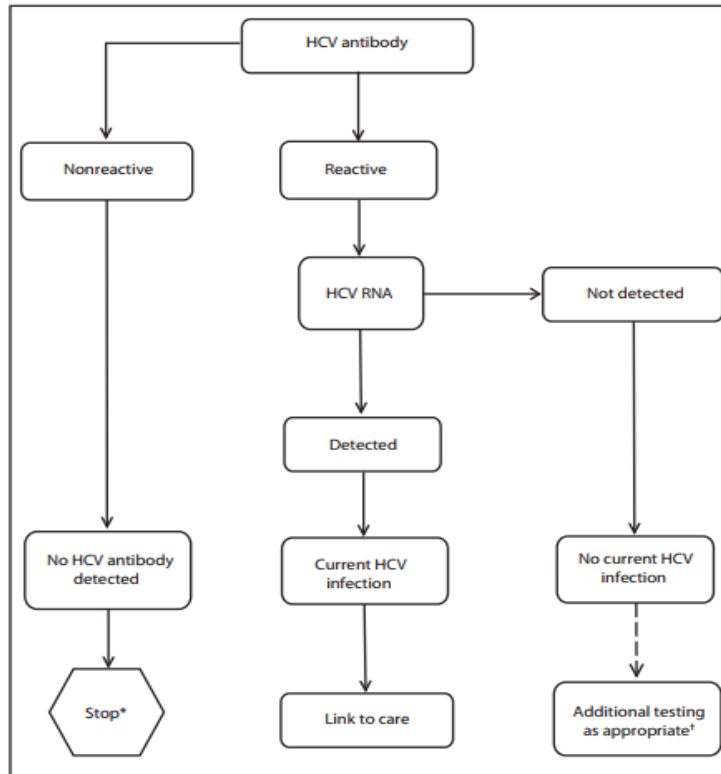 HCV antibody
Nonreactive
Reactive
HCV RNA
Not detected
Detected
No HCV antibody
detected
Current HCV
infection
No current HCV
infection
Stop*
Link to care
Additional testing
as appropriate†